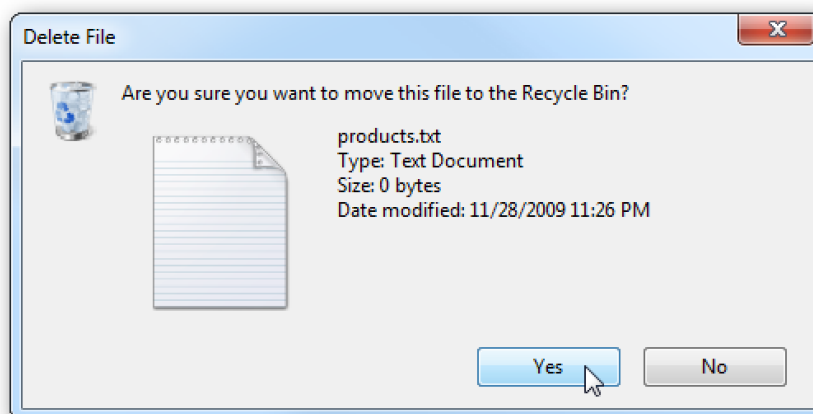 Delete File
Are you sure you want to move this file to the Recycle Bin?
products.txt
Type: Text Document
Size: 0 bytes
Date modified: 11/28/2009 11:26 PM
Yes
No